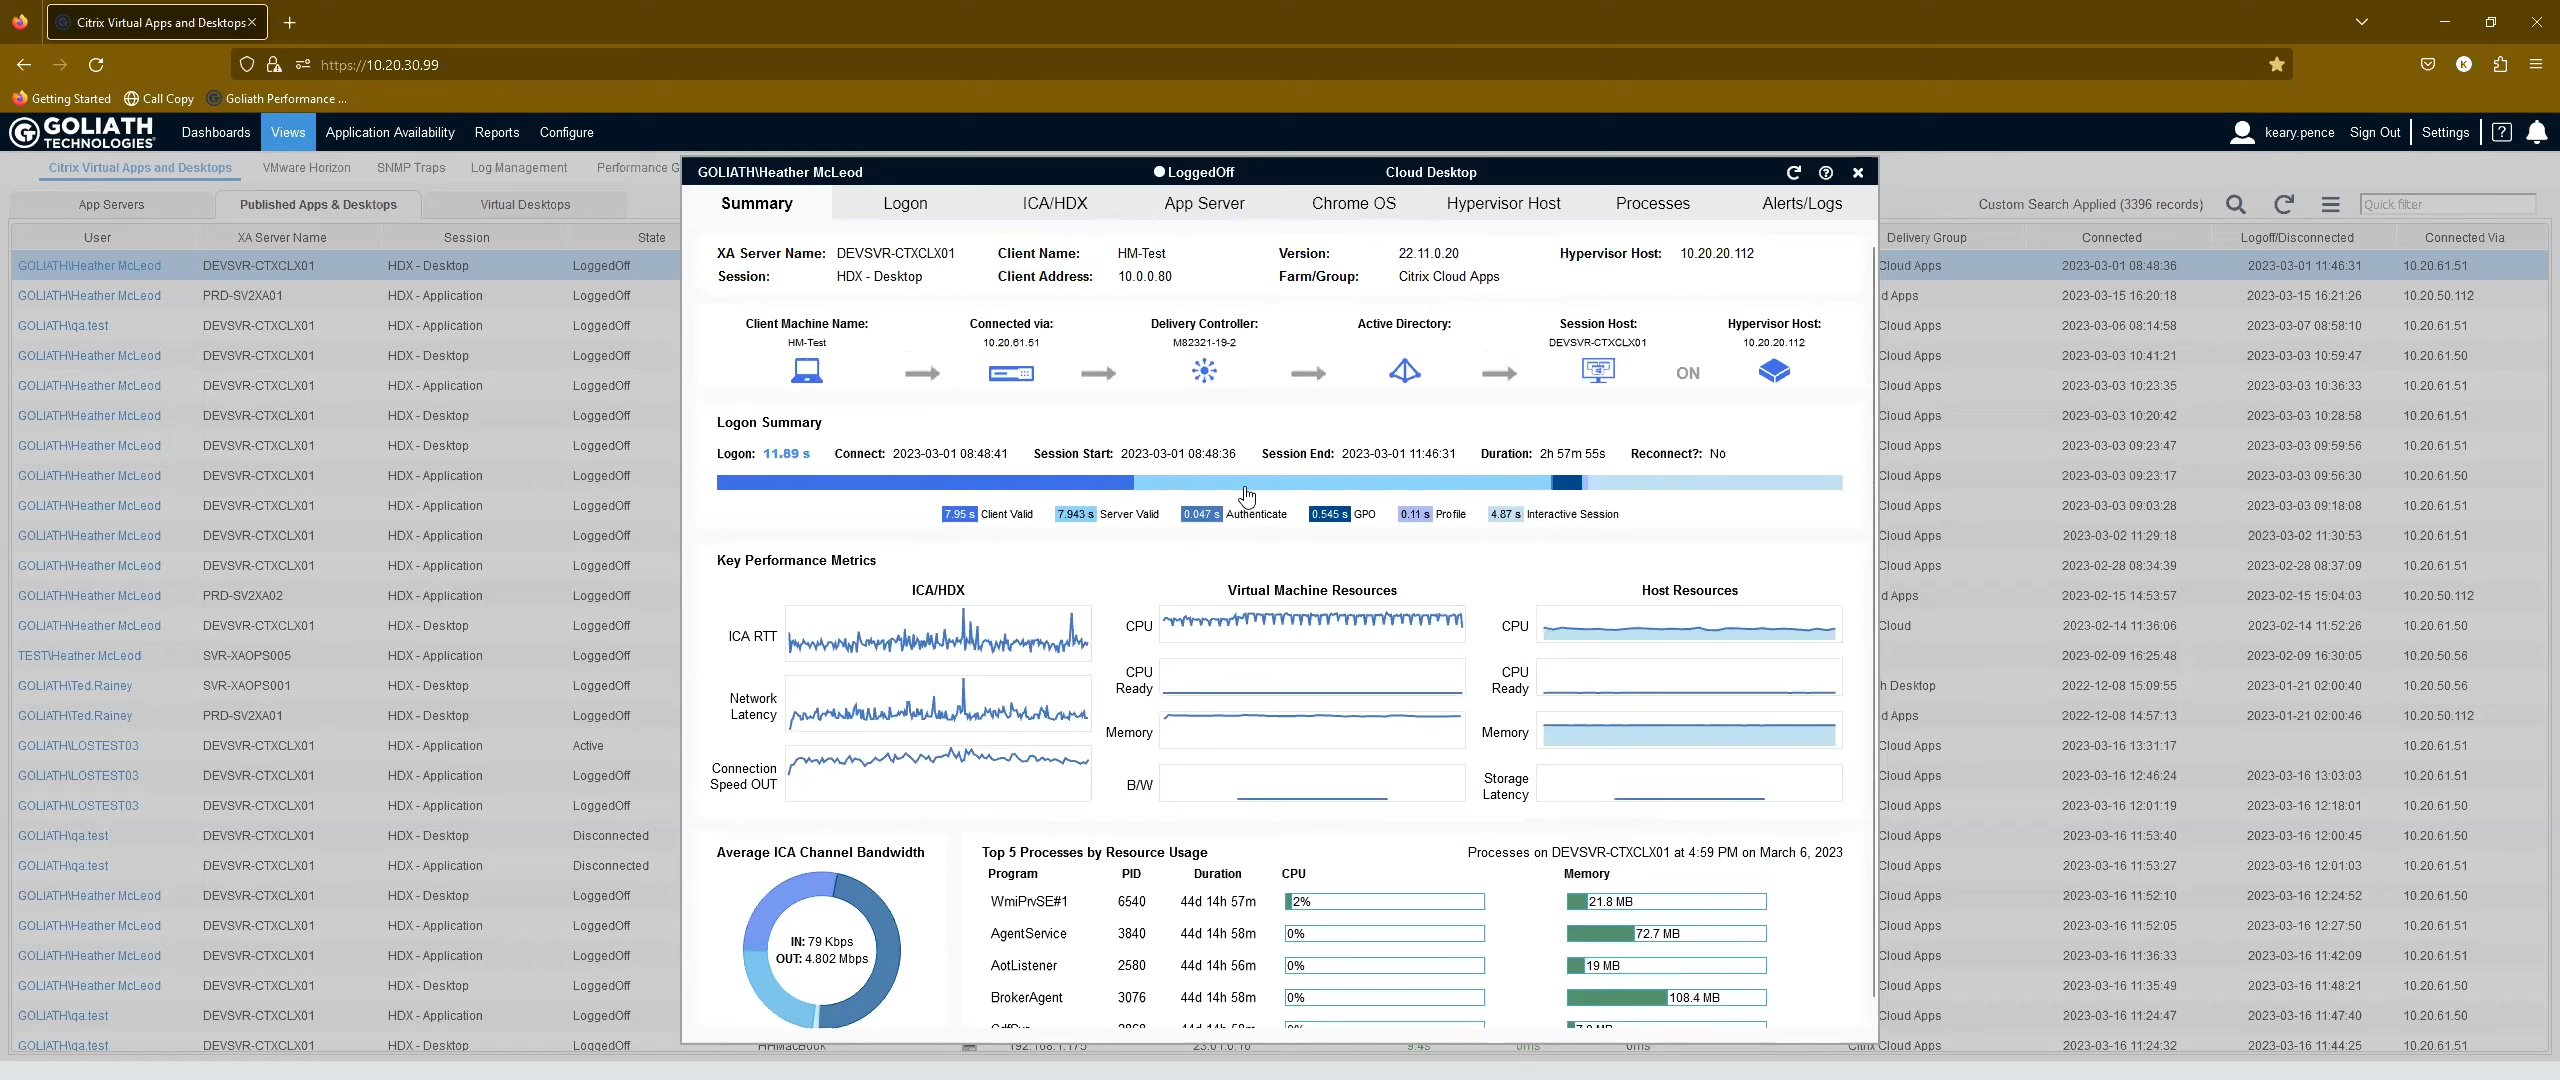 Citrix Virtual Apps and Desktops
https://10.20.30.99
Getting Started
Call Copy
Goliath Performance ...
GOLIATH TECHNOLOGIES
Dashboards Views Application Availability Reports Configure
keary.pence Sign Out Settings
Citrix Virtual Apps and Desktops VMware Horizon SNMP Traps Log Management Performance G
App Servers Published Apps & Desktops Virtual Desktops
Custom Search Applied (3396 records) Quick filter
GOLIATH\Heather McLeod LoggedOff Cloud Desktop
Summary Logon ICA/HDX App Server Chrome OS Hypervisor Host Processes Alerts/Logs
XA Server Name: DEVSVR-CTXCLX01 Client Name: HM-Test Version: 22.11.0.20 Hypervisor Host: 10.20.20.112
Session: HDX - Desktop Client Address: 10.0.0.80 Farm/Group: Citrix Cloud Apps
Client Machine Name: Connected via: Delivery Controller: Active Directory: Session Host: Hypervisor Host:
HM-Test 10.20.61.51 M82321-19-2 DEVSVR-CTXCLX01 10.20.20.112
ON
Logon Summary
Logon: 11.89 s Connect: 2023-03-01 08:48:41 Session Start: 2023-03-01 08:48:36 Session End: 2023-03-01 11:46:31 Duration: 2h 57m 55s Reconnect?: No
7.95 s Client Valid 7.943 s Server Valid 0.047 s Authenticate 0.545 s GPO 0.11 s Profile 4.87 s Interactive Session
Key Performance Metrics
ICA/HDX Virtual Machine Resources Host Resources
ICA RTT CPU CPU
CPU Ready CPU Ready
Network Latency
Memory Memory
Connection Speed OUT B/W Storage Latency
Average ICA Channel Bandwidth
IN: 79 Kbps
OUT: 4.802 Mbps
Top 5 Processes by Resource Usage Processes on DEVSVR-CTXCLX01 at 4:59 PM on March 6, 2023
Program PID Duration CPU Memory
WmiPrvSE#1 6540 44d 14h 57m 2% 21.8 MB
AgentService 3840 44d 14h 58m 0% 72.7 MB
AotListener 2580 44d 14h 56m 0% 19 MB
BrokerAgent 3076 44d 14h 58m 0% 108.4 MB
User XA Server Name Session State Delivery Group Connected Logoff/Disconnected Connected Via
GOLIATH\Heather McLeod DEVSVR-CTXCLX01 HDX - Desktop LoggedOff Cloud Apps 2023-03-01 08:48:36 2023-03-01 11:46:31 10.20.61.51
GOLIATH\Heather McLeod PRD-SV2XA01 HDX - Application LoggedOff d Apps 2023-03-15 16:20:18 2023-03-15 16:21:26 10.20.50.112
GOLIATH\qa.test DEVSVR-CTXCLX01 HDX - Application LoggedOff Cloud Apps 2023-03-06 08:14:58 2023-03-07 08:58:10 10.20.61.51
GOLIATH\Heather McLeod DEVSVR-CTXCLX01 HDX - Desktop LoggedOff Cloud Apps 2023-03-03 10:41:21 2023-03-03 10:59:47 10.20.61.50
GOLIATH\Heather McLeod DEVSVR-CTXCLX01 HDX - Application LoggedOff Cloud Apps 2023-03-03 10:23:35 2023-03-03 10:36:33 10.20.61.51
GOLIATH\Heather McLeod DEVSVR-CTXCLX01 HDX - Desktop LoggedOff Cloud Apps 2023-03-03 10:20:42 2023-03-03 10:28:58 10.20.61.51
GOLIATH\Heather McLeod DEVSVR-CTXCLX01 HDX - Desktop LoggedOff Cloud Apps 2023-03-03 09:23:47 2023-03-03 09:59:56 10.20.61.51
GOLIATH\Heather McLeod DEVSVR-CTXCLX01 HDX - Application LoggedOff Cloud Apps 2023-03-03 09:23:17 2023-03-03 09:56:30 10.20.61.50
GOLIATH\Heather McLeod DEVSVR-CTXCLX01 HDX - Application LoggedOff Cloud Apps 2023-03-03 09:03:28 2023-03-03 09:18:08 10.20.61.51
GOLIATH\Heather McLeod DEVSVR-CTXCLX01 HDX - Application LoggedOff Cloud Apps 2023-03-02 11:29:18 2023-03-02 11:30:53 10.20.61.51
GOLIATH\Heather McLeod DEVSVR-CTXCLX01 HDX - Application LoggedOff Cloud Apps 2023-02-28 08:34:39 2023-02-28 08:37:09 10.20.61.51
GOLIATH\Heather McLeod PRD-SV2XA02 HDX - Application LoggedOff d Apps 2023-02-15 14:53:57 2023-02-15 15:04:03 10.20.50.112
GOLIATH\Heather McLeod DEVSVR-CTXCLX01 HDX - Desktop LoggedOff Cloud 2023-02-14 11:36:06 2023-02-14 11:52:26 10.20.61.50
TEST\Heather McLeod SVR-XAOPS005 HDX - Application LoggedOff 2023-02-09 16:25:48 2023-02-09 16:30:05 10.20.50.56
GOLIATH\Ted.Rainey SVR-XAOPS001 HDX - Desktop LoggedOff h Desktop 2022-12-08 15:09:55 2023-01-21 02:00:40 10.20.50.56
GOLIATH\Ted.Rainey PRD-SV2XA01 HDX - Desktop LoggedOff d Apps 2022-12-08 14:57:13 2023-01-21 02:00:46 10.20.50.112
GOLIATH\LOSTEST03 DEVSVR-CTXCLX01 HDX - Application Active Cloud Apps 2023-03-16 13:31:17 10.20.61.51
GOLIATH\LOSTEST03 DEVSVR-CTXCLX01 HDX - Application LoggedOff Cloud Apps 2023-03-16 12:46:24 2023-03-16 13:03:03 10.20.61.51
GOLIATH\LOSTEST03 DEVSVR-CTXCLX01 HDX - Application LoggedOff Cloud Apps 2023-03-16 12:01:19 2023-03-16 12:18:01 10.20.61.50
GOLIATH\qa.test DEVSVR-CTXCLX01 HDX - Desktop Disconnected Cloud Apps 2023-03-16 11:53:40 2023-03-16 12:00:45 10.20.61.50
GOLIATH\qa.test DEVSVR-CTXCLX01 HDX - Application Disconnected Cloud Apps 2023-03-16 11:53:27 2023-03-16 12:01:03 10.20.61.51
GOLIATH\Heather McLeod DEVSVR-CTXCLX01 HDX - Desktop LoggedOff Cloud Apps 2023-03-16 11:52:10 2023-03-16 12:24:52 10.20.61.50
GOLIATH\Heather McLeod DEVSVR-CTXCLX01 HDX - Application LoggedOff Cloud Apps 2023-03-16 11:52:05 2023-03-16 12:27:50 10.20.61.51
GOLIATH\Heather McLeod DEVSVR-CTXCLX01 HDX - Application LoggedOff Cloud Apps 2023-03-16 11:36:33 2023-03-16 11:42:09 10.20.61.51
GOLIATH\Heather McLeod DEVSVR-CTXCLX01 HDX - Desktop LoggedOff Cloud Apps 2023-03-16 11:35:49 2023-03-16 11:48:21 10.20.61.50
GOLIATH\qa.test DEVSVR-CTXCLX01 HDX - Application LoggedOff Cloud Apps 2023-03-16 11:24:47 2023-03-16 11:47:40 10.20.61.50
GOLIATH\qa.test DEVSVR-CTXCLX01 HDX - Desktop LoggedOff HHMacBook 192.168.1.175 23.01.0.16 9.4s 0ms 0ms Citrix Cloud Apps 2023-03-16 11:24:32 2023-03-16 11:44:25 10.20.61.51